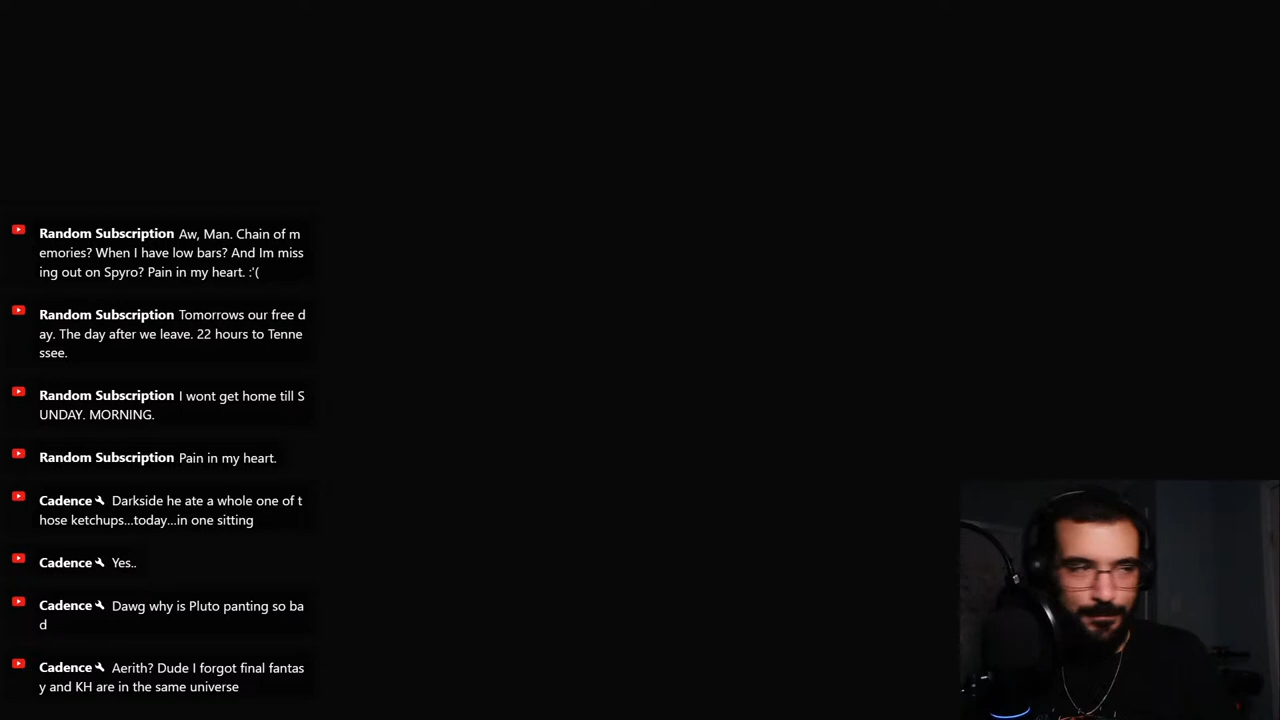 Random Subscription Aw, Man. Chain of m
emories? When I have low bars? And Im miss
ing out on Spyro? Pain in my heart. :'(
Random Subscription Tomorrows our free d
ay. The day after we leave. 22 hours to Tenne
ssee.
Random Subscription I wont get home till S
UNDAY. MORNING.
Random Subscription Pain in my heart.
Cadence Darkside he ate a whole one of t
hose ketchups...today...in one sitting
Cadence Yes..
Cadence Dawg why is Pluto panting so ba
d
Cadence Aerith? Dude I forgot final fantas
y and KH are in the same universe